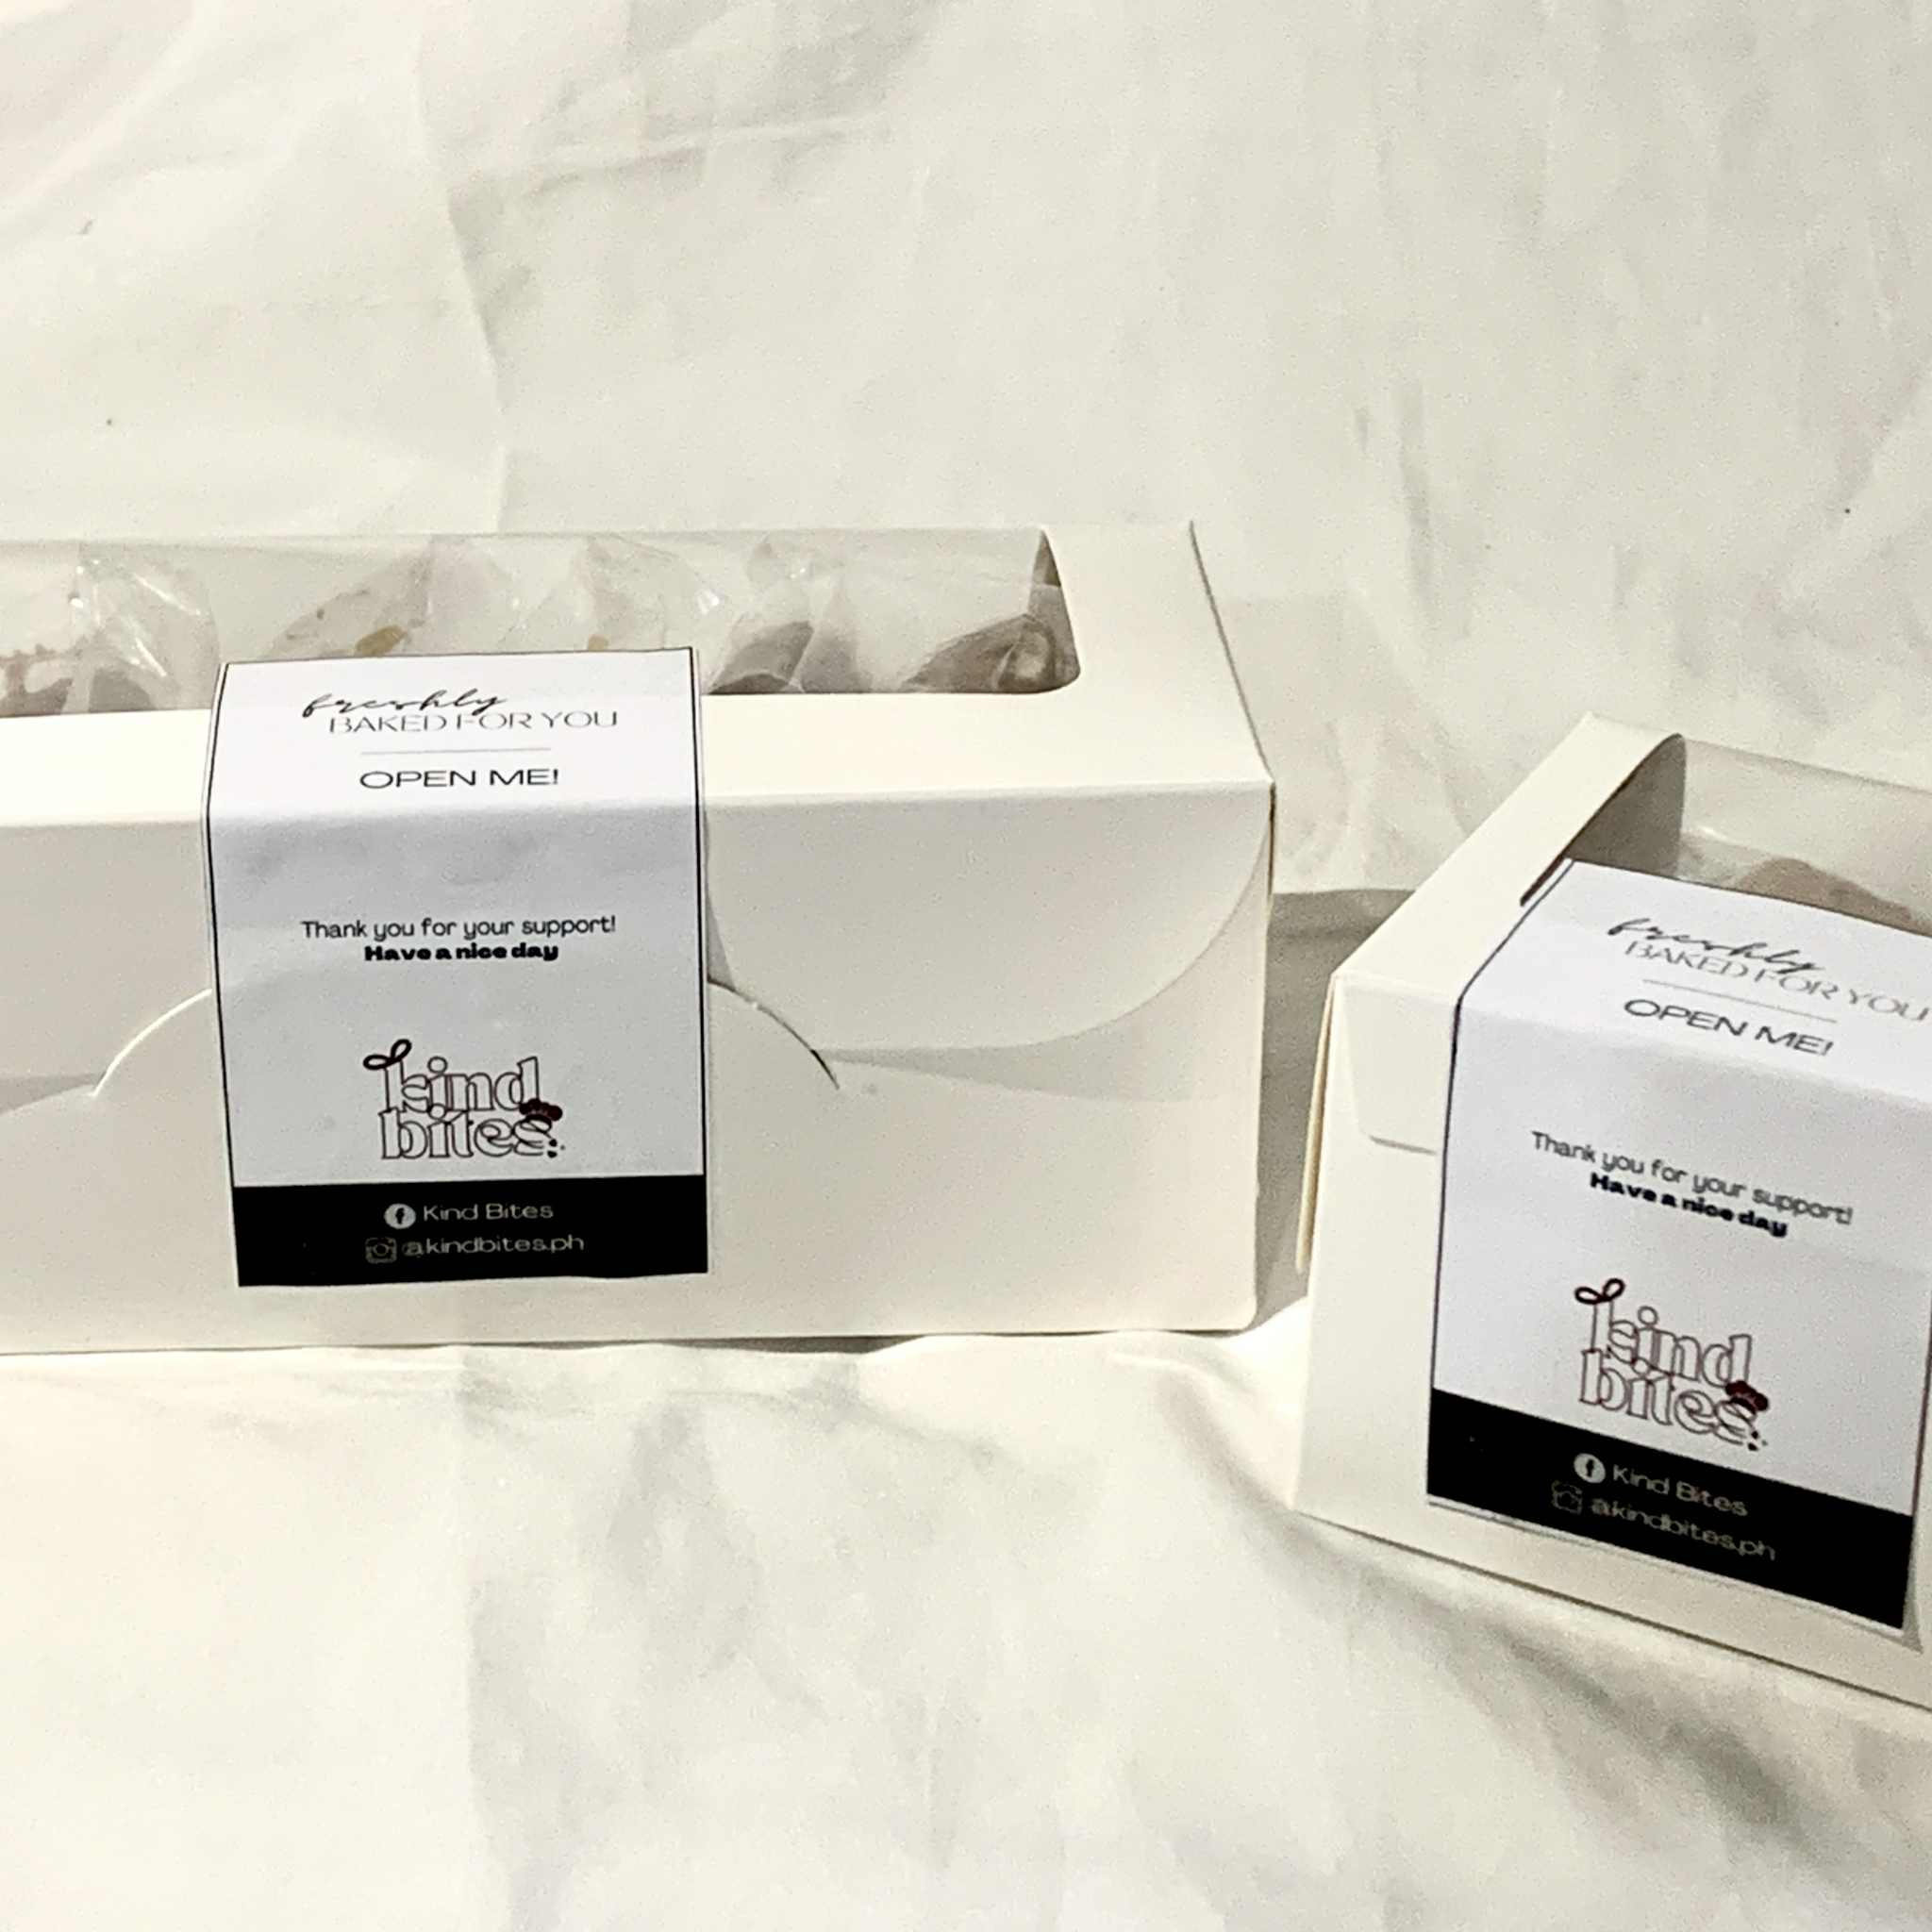 freshly
BAKED FOR YOU
OPEN ME!
Thank you for your support!
Have a nice day
kind
bites
Kind Bites
@kindbites.ph
freshly
BAKED FOR YOU
OPEN ME!
Thank you for your support!
Have a nice day
kind
bites
Kind Bites
@kindbites.ph